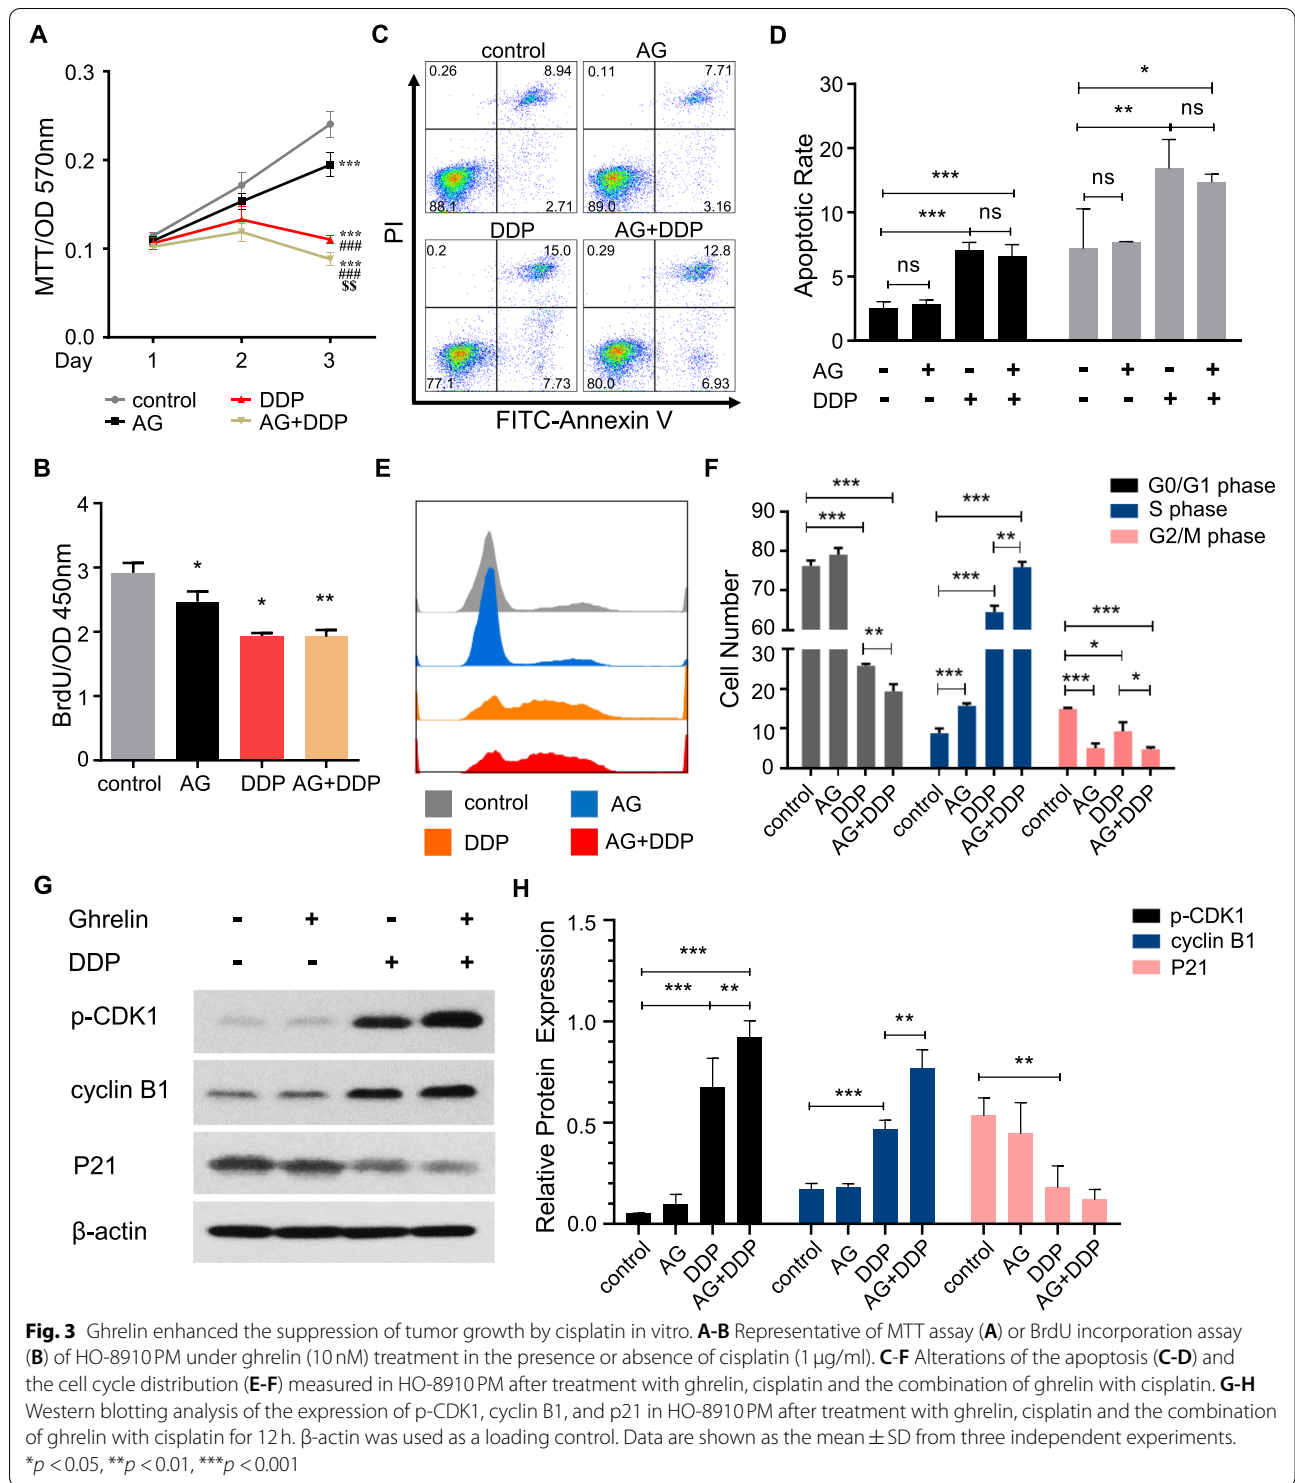 A
MTT/OD 570nm
0.3
0.2
0.1
0.0
***
***
###
***
###
$$
Day 1 2 3
control
AG
DDP
AG+DDP
C
control
AG
0.26 8.94
88.1 2.71
0.11 7.71
89.0 3.16
DDP
AG+DDP
0.2 15.0
77.1 7.73
0.29 12.8
80.0 6.93
PI
FITC-Annexin V
D
Apoptotic Rate
30
20
10
5
0
ns
***
***
ns
ns
**
*
ns
AG - + - + - + - +
DDP - - + + - - + +
B
BrdU/OD 450nm
4
3
2
1
0
*
*
**
control AG DDP AG+DDP
E
control
AG
DDP
AG+DDP
F
Cell Number
90
80
70
60
30
20
10
0
***
***
**
***
***
***
**
***
*
***
*
G0/G1 phase
S phase
G2/M phase
control AG DDP AG+DDP
control AG DDP AG+DDP
control AG DDP AG+DDP
G
Ghrelin - + - +
DDP - - + +
p-CDK1
cyclin B1
P21
β-actin
H
Relative Protein Expression
1.5
1.0
0.5
0.0
***
***
**
***
**
**
p-CDK1
cyclin B1
P21
control AG DDP AG+DDP
control AG DDP AG+DDP
control AG DDP AG+DDP
Fig. 3 Ghrelin enhanced the suppression of tumor growth by cisplatin in vitro. A-B Representative of MTT assay (A) or BrdU incorporation assay
(B) of HO-8910 PM under ghrelin (10 nM) treatment in the presence or absence of cisplatin (1 μg/ml). C-F Alterations of the apoptosis (C-D) and
the cell cycle distribution (E-F) measured in HO-8910 PM after treatment with ghrelin, cisplatin and the combination of ghrelin with cisplatin. G-H
Western blotting analysis of the expression of p-CDK1, cyclin B1, and p21 in HO-8910 PM after treatment with ghrelin, cisplatin and the combination
of ghrelin with cisplatin for 12 h. β-actin was used as a loading control. Data are shown as the mean ± SD from three independent experiments.
*p < 0.05, **p < 0.01, ***p < 0.001